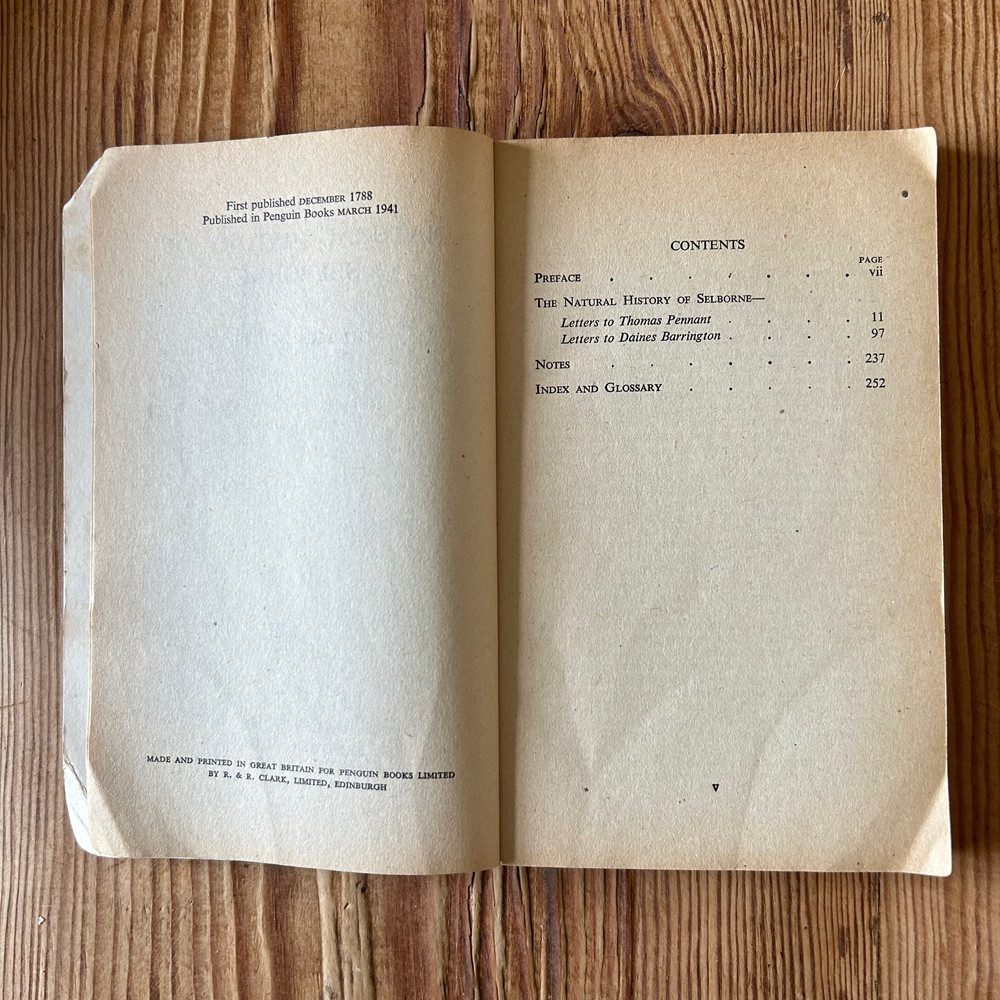 First published DECEMBER 1788
Published in Penguin Books MARCH 1941
MADE AND PRINTED IN GREAT BRITAIN FOR PENGUIN BOOKS LIMITED
BY R. & R. CLARK, LIMITED, EDINBURGH
CONTENTS
PAGE
PREFACE . . . . . . . vii
THE NATURAL HISTORY OF SELBORNE—
Letters to Thomas Pennant . . . . 11
Letters to Daines Barrington . . . . 97
NOTES . . . . . . . 237
INDEX AND GLOSSARY . . . . . 252
v